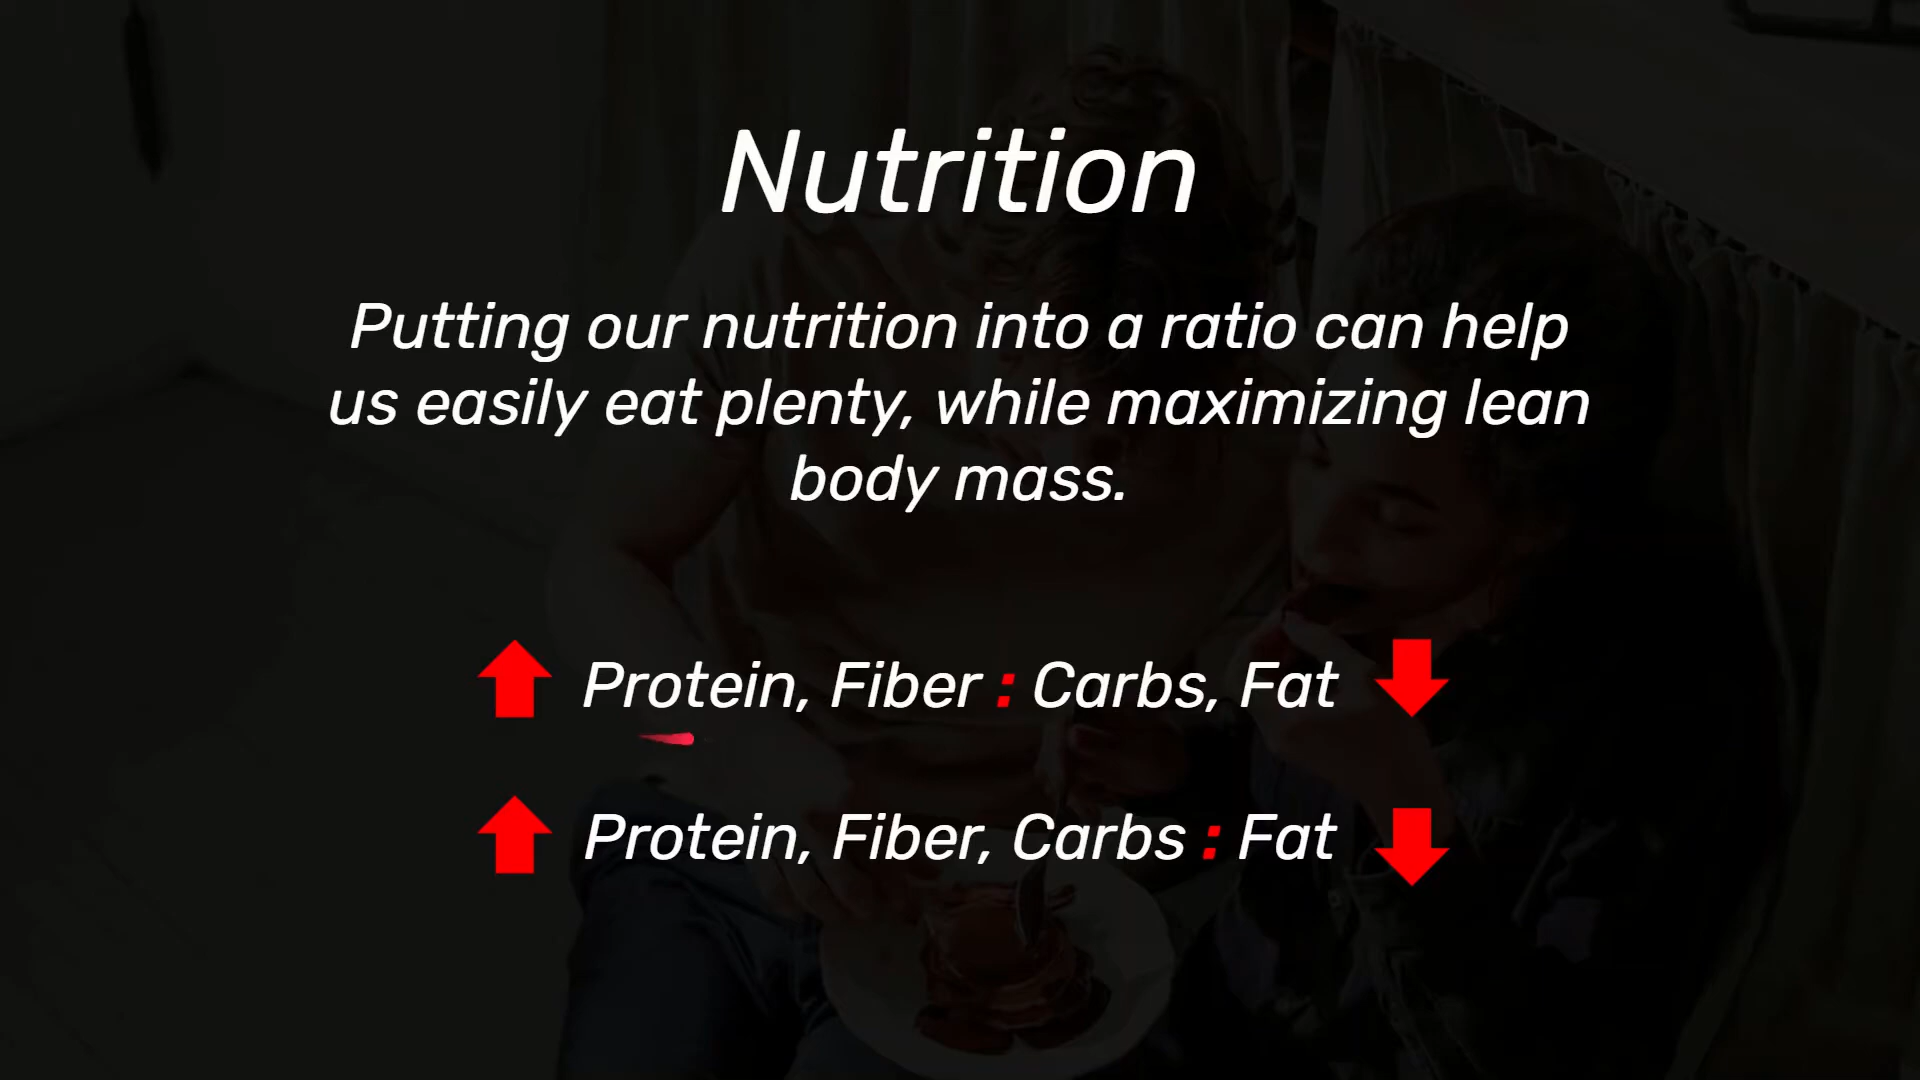 Nutrition
Putting our nutrition into a ratio can help
us easily eat plenty, while maximizing lean
body mass.
Protein, Fiber : Carbs, Fat
Protein, Fiber, Carbs : Fat